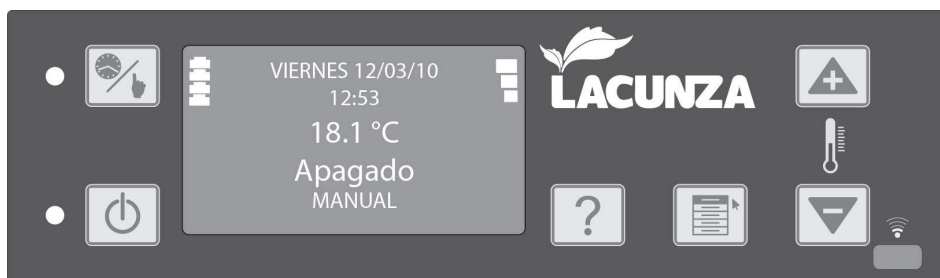 VIERNES 12/03/10
12:53
18.1 °C
Apagado
MANUAL
LACUNZA
?